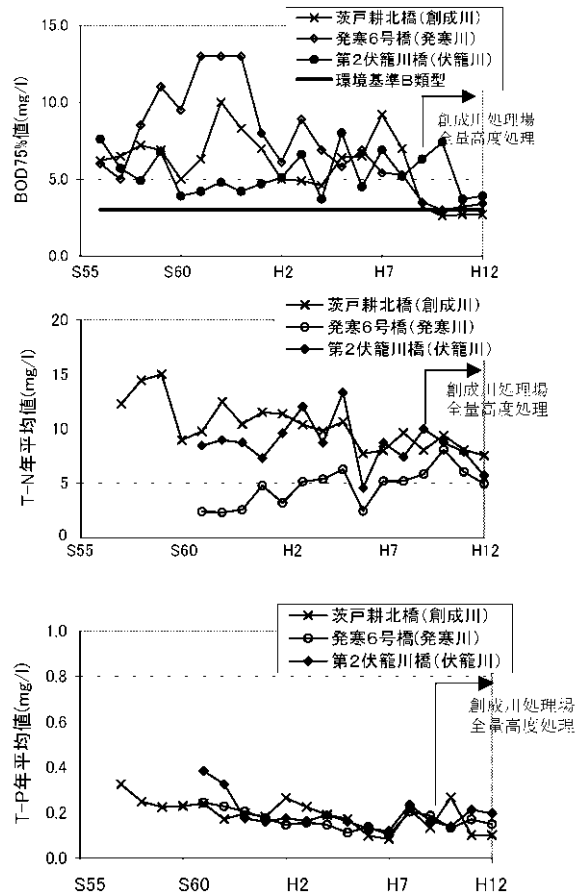 茨戸耕北橋(創成川)
発寒6号橋(発寒川)
第2伏籠川橋(伏籠川)
環境基準B類型
創成川処理場
全量高度処理
BOD75%値(mg/l)
15.0
10.0
5.0
0.0
S55 S60 H2 H7 H12
茨戸耕北橋(創成川)
発寒6号橋(発寒川)
第2伏籠川橋(伏籠川)
創成川処理場
全量高度処理
T-N年平均値(mg/l)
20
15
10
5
0
S55 S60 H2 H7 H12
茨戸耕北橋(創成川)
発寒6号橋(発寒川)
第2伏籠川橋(伏籠川)
創成川処理場
全量高度処理
T-P年平均値(mg/l)
1.0
0.8
0.6
0.4
0.2
0.0
S55 S60 H2 H7 H12